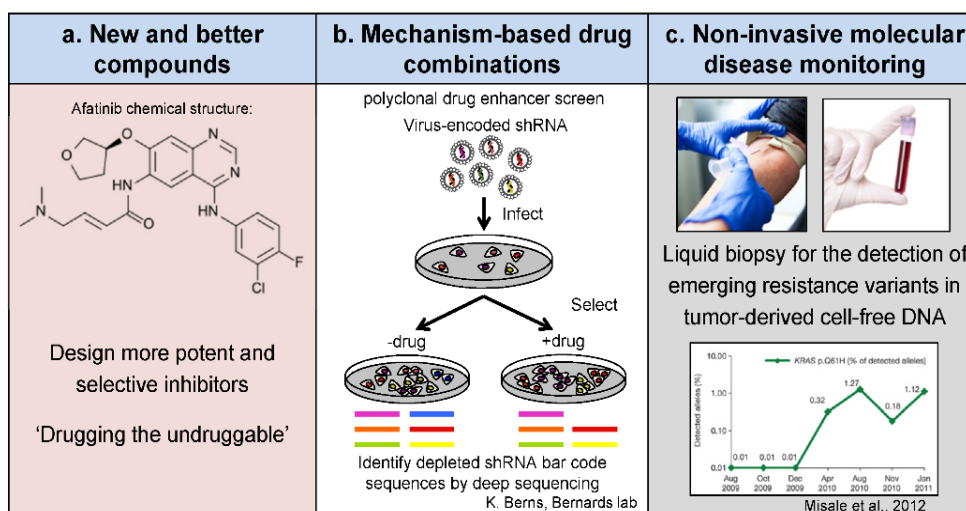 a. New and better
compounds
Afatinib chemical structure:
O
O
N
N
HN
HN
N
O
F
Cl
Design more potent and
selective inhibitors
‘Drugging the undruggable’
b. Mechanism-based drug
combinations
polyclonal drug enhancer screen
Virus-encoded shRNA
Infect
Select
-drug
+drug
Identify depleted shRNA bar code
sequences by deep sequencing
K. Berns, Bernards lab
c. Non-invasive molecular
disease monitoring
Liquid biopsy for the detection of
emerging resistance variants in
tumor-derived cell-free DNA
KRAS p.Q61H (% of detected alleles)
Detected alleles (%)
10.00
1.00
0.10
0.01
0.01 0.01 0.01 0.32 1.27 0.18 1.12
Aug Oct Dec Apr Aug Nov Jan
2009 2009 2009 2010 2010 2010 2011
Misale et al., 2012